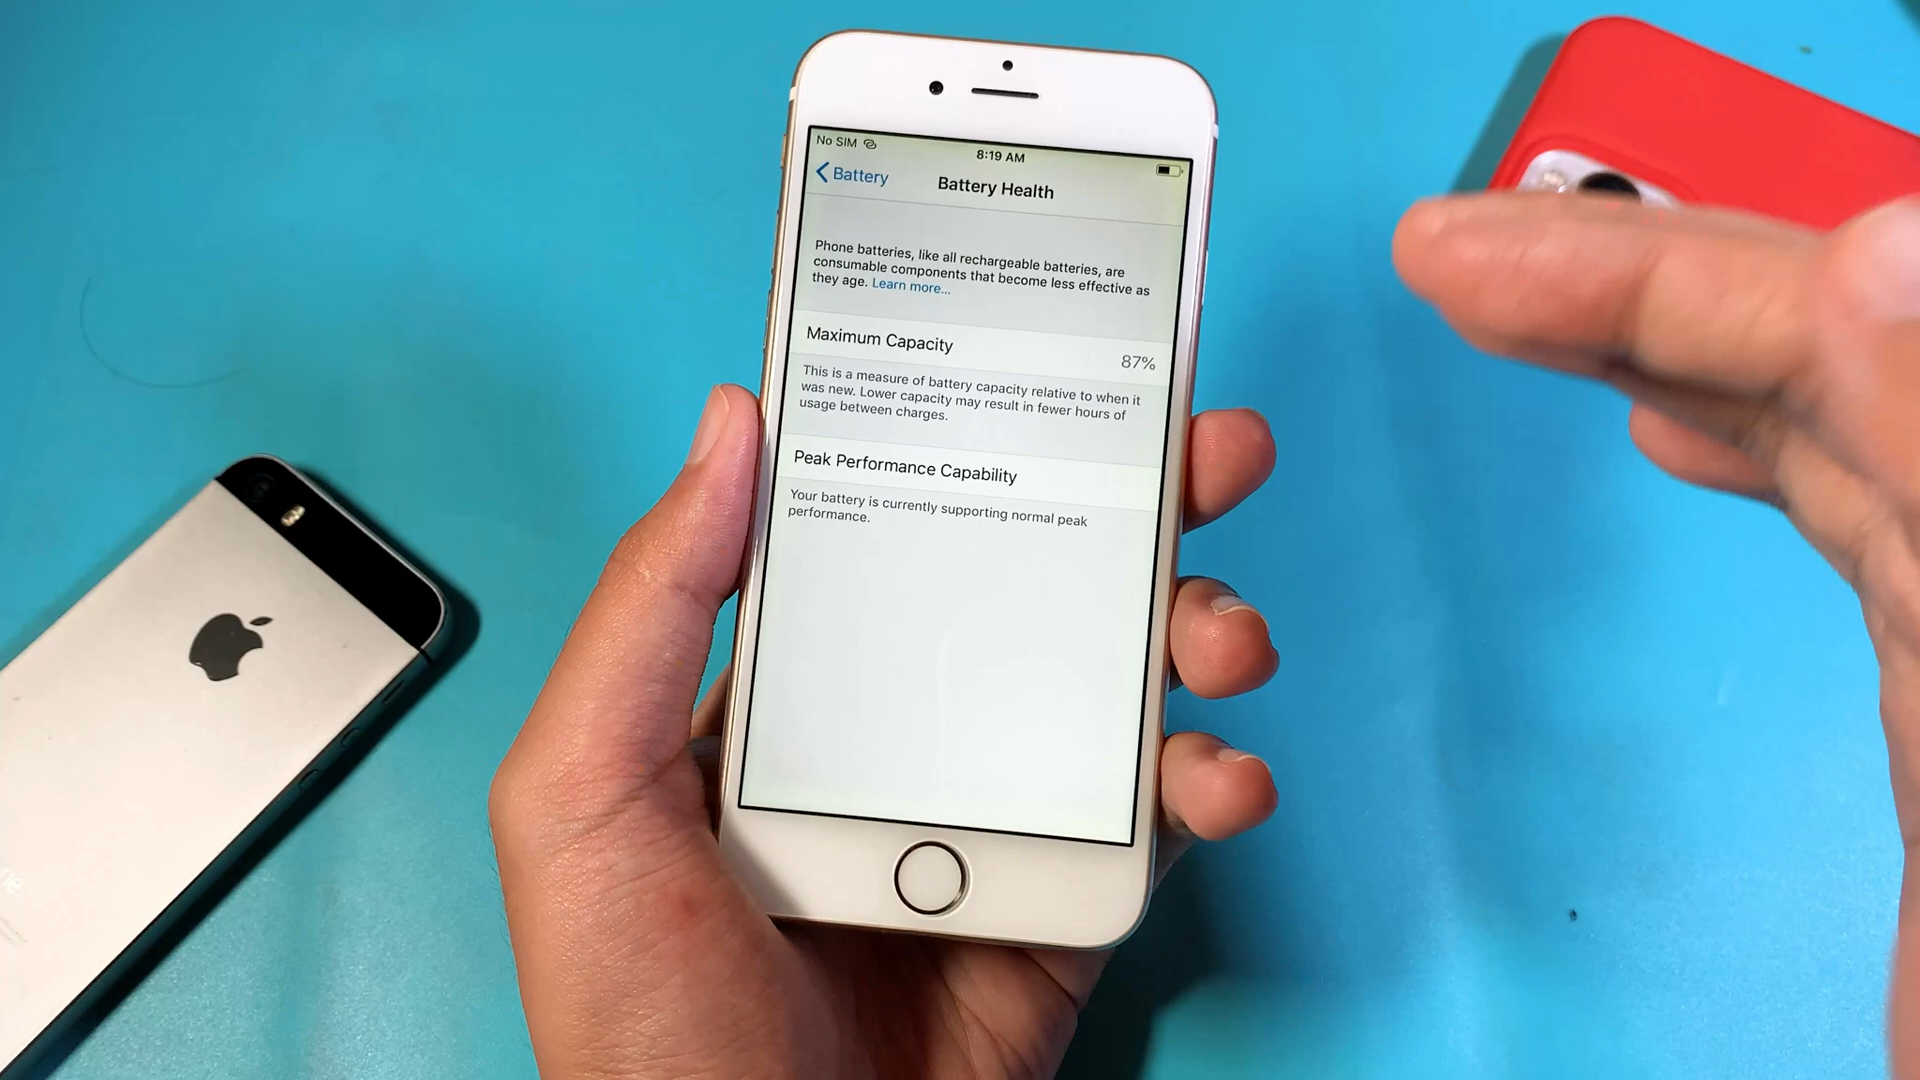 No SIM
8:19 AM
Battery
Battery Health
Phone batteries, like all rechargeable batteries, are
consumable components that become less effective as
they age. Learn more...
Maximum Capacity
87%
This is a measure of battery capacity relative to when it
was new. Lower capacity may result in fewer hours of
usage between charges.
Peak Performance Capability
Your battery is currently supporting normal peak
performance.
ne